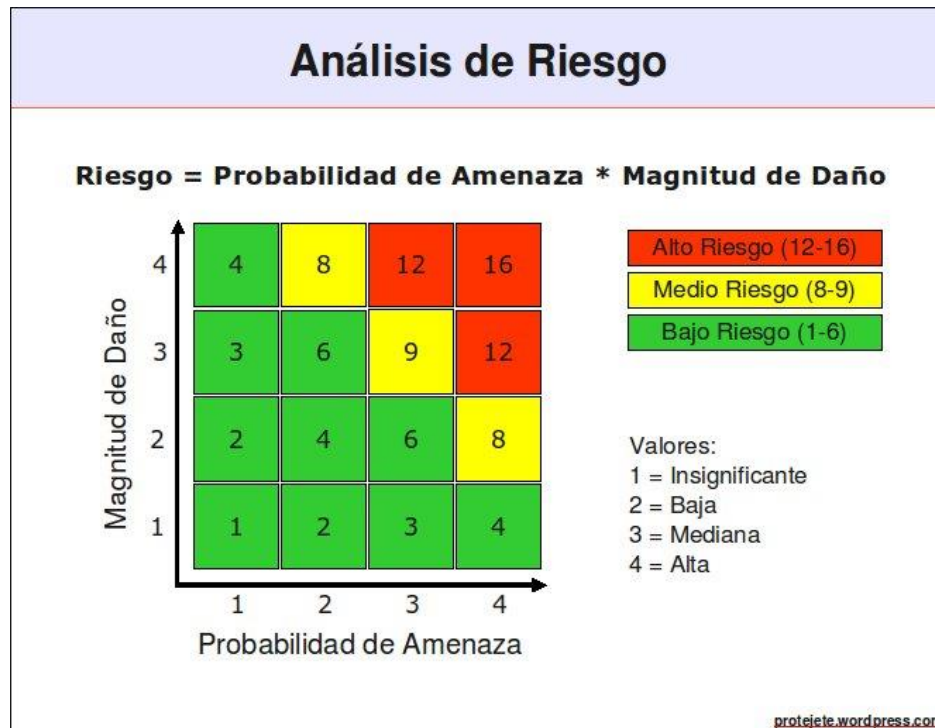 Análisis de Riesgo
Riesgo = Probabilidad de Amenaza * Magnitud de Daño
Magnitud de Daño
4 4 8 12 16
3 3 6 9 12
2 2 4 6 8
1 1 2 3 4
1 2 3 4
Probabilidad de Amenaza
Alto Riesgo (12-16)
Medio Riesgo (8-9)
Bajo Riesgo (1-6)
Valores:
1 = Insignificante
2 = Baja
3 = Mediana
4 = Alta
protejete.wordpress.com